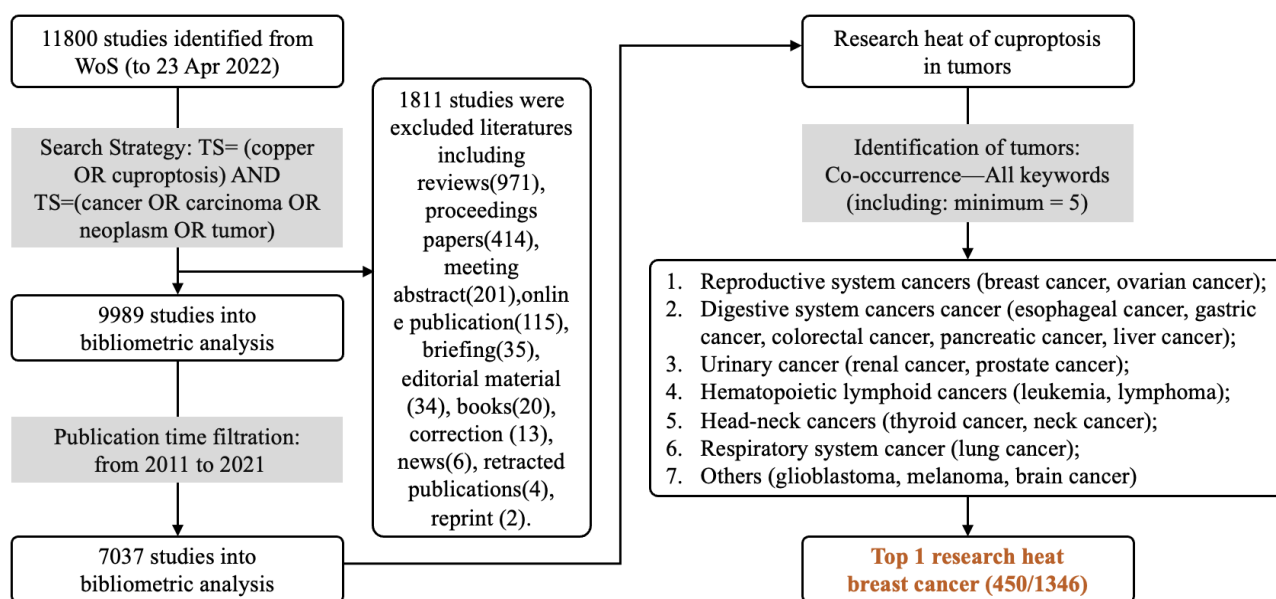 11800 studies identified from
WoS (to 23 Apr 2022)
Search Strategy: TS= (copper
OR cuproptosis) AND
TS=(cancer OR carcinoma OR
neoplasm OR tumor)
1811 studies were
excluded literatures
including
reviews(971),
proceedings
papers(414),
meeting
abstract(201),onlin
e publication(115),
briefing(35),
editorial material
(34), books(20),
correction (13),
news(6), retracted
publications(4),
reprint (2).
9989 studies into
bibliometric analysis
Publication time filtration:
from 2011 to 2021
7037 studies into
bibliometric analysis
Research heat of cuproptosis
in tumors
Identification of tumors:
Co-occurrence—All keywords
(including: minimum = 5)
1. Reproductive system cancers (breast cancer, ovarian cancer);
2. Digestive system cancers cancer (esophageal cancer, gastric
cancer, colorectal cancer, pancreatic cancer, liver cancer);
3. Urinary cancer (renal cancer, prostate cancer);
4. Hematopoietic lymphoid cancers (leukemia, lymphoma);
5. Head-neck cancers (thyroid cancer, neck cancer);
6. Respiratory system cancer (lung cancer);
7. Others (glioblastoma, melanoma, brain cancer)
Top 1 research heat
breast cancer (450/1346)